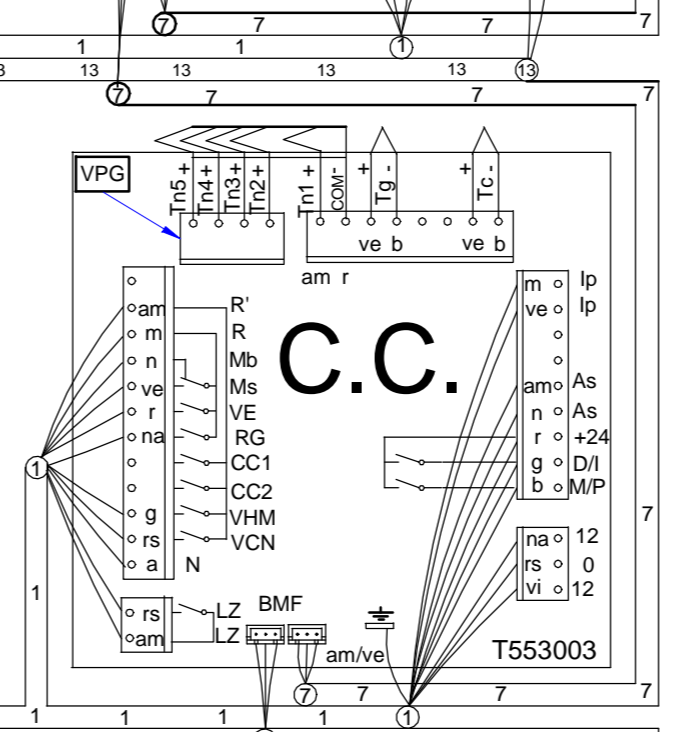 7 7 7 7
1 1 1
13 13 13 13 13
7 7 7 7
VPG
Tn5 + Tn4 + Tn3 + Tn2 + Tn1 + COM - + Tg - + Tc -
ve b ve b
am r
m Ip
am R' ve Ip
m R
n Mb
C.C.
ve Ms am As
r VE n As
na RG r +24
1 CC1 g D/I
CC2 b M/P
g VHM 7
rs VCN na 12
a N rs 0
1 vi 12
rs LZ BMF
am LZ
am/ve T553003
7 7 7 7
1 1 1 1 1